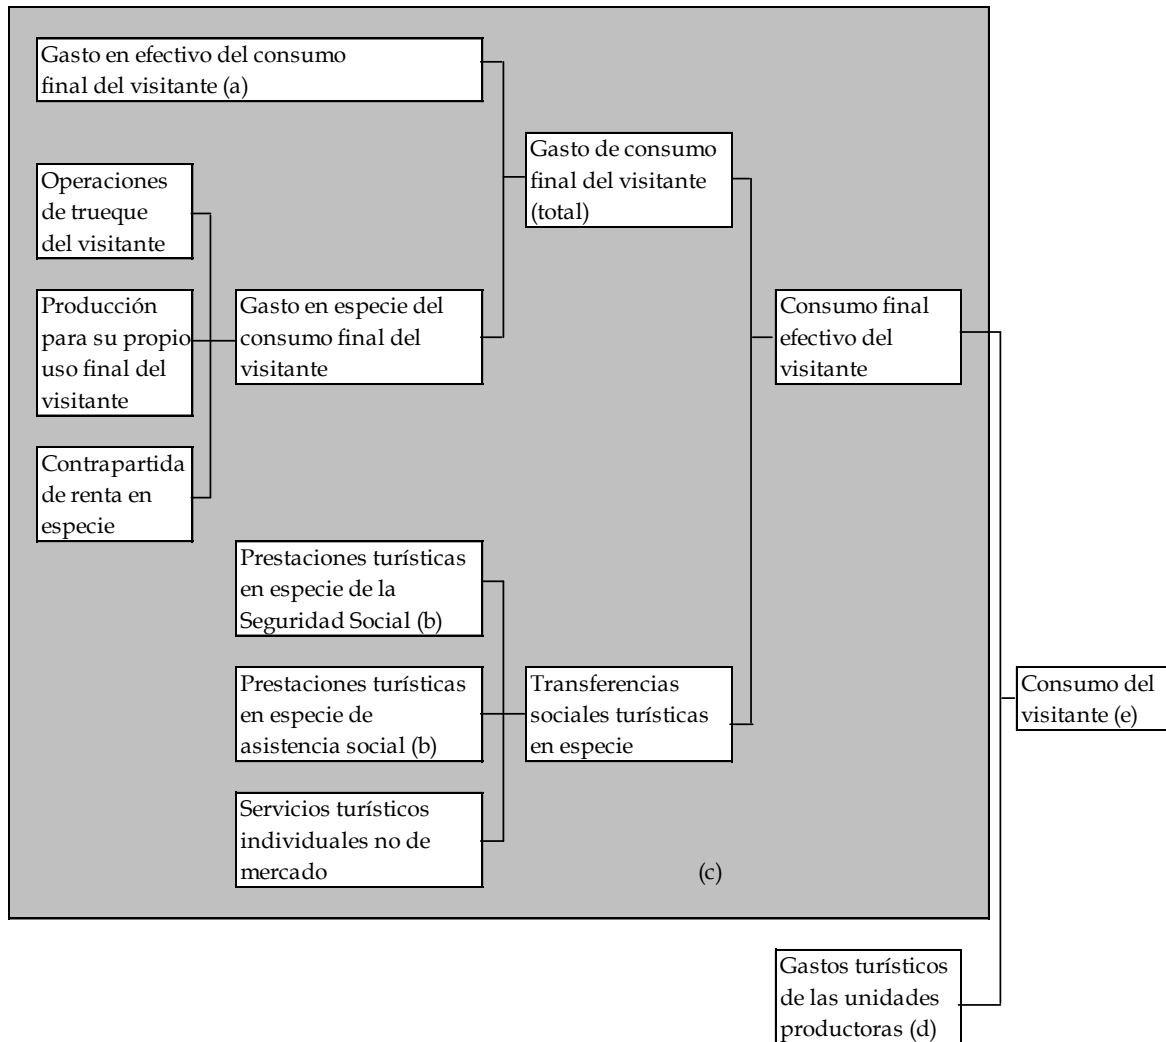 Gasto en efectivo del consumo
final del visitante (a)
Gasto de consumo
final del visitante
(total)
Operaciones
de trueque
del visitante
Producción
para su propio
uso final del
visitante
Gasto en especie del
consumo final del
visitante
Consumo final
efectivo del
visitante
Contrapartida
de renta en
especie
Prestaciones turísticas
en especie de la
Seguridad Social (b)
Prestaciones turísticas
en especie de
asistencia social (b)
Transferencias
sociales turísticas
en especie
Consumo del
visitante (e)
Servicios turísticos
individuales no de
mercado
(c)
Gastos turísticos
de las unidades
productoras (d)